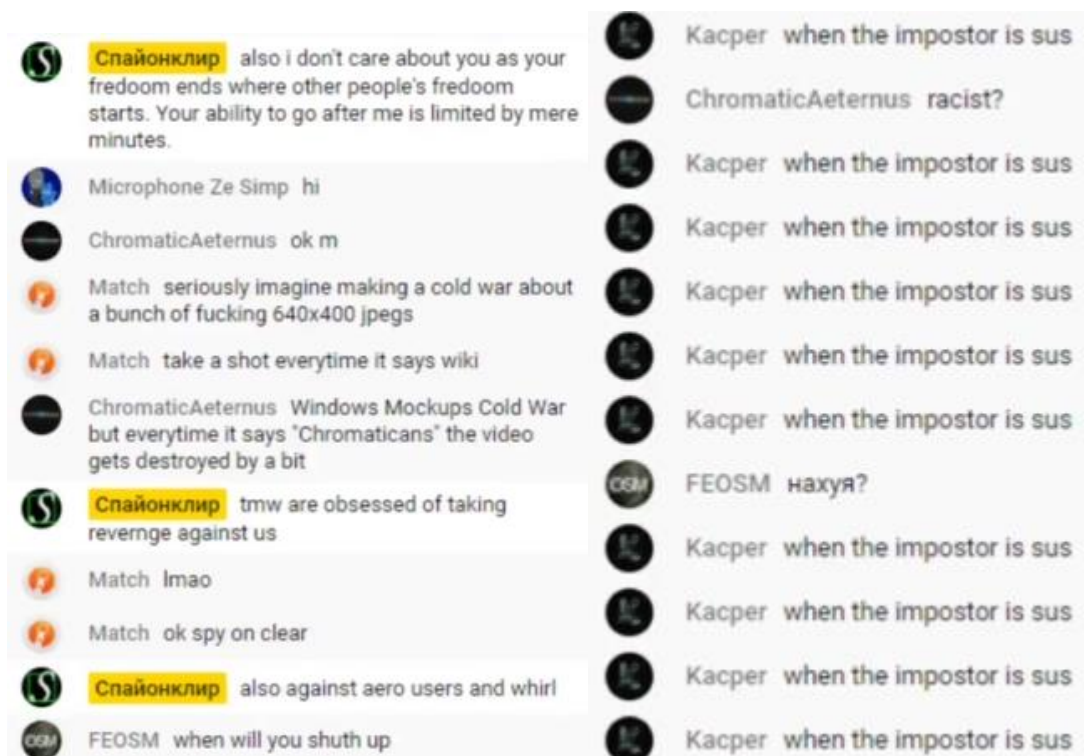 Спайонклир also i don't care about you as your
fredoom ends where other people's fredoom
starts. Your ability to go after me is limited by mere
minutes.
Microphone Ze Simp hi
ChromaticAeternus ok m
Match seriously imagine making a cold war about
a bunch of fucking 640x400 jpegs
Match take a shot everytime it says wiki
ChromaticAeternus Windows Mockups Cold War
but everytime it says "Chromaticans" the video
gets destroyed by a bit
Спайонклир tmw are obsessed of taking
revernge against us
Match lmao
Match ok spy on clear
Спайонклир also against aero users and whirl
OSM FEOSM when will you shuth up
Kacper when the impostor is sus
ChromaticAeternus racist?
Kacper when the impostor is sus
Kacper when the impostor is sus
Kacper when the impostor is sus
Kacper when the impostor is sus
Kacper when the impostor is sus
OSM FEOSM нахуя?
Kacper when the impostor is sus
Kacper when the impostor is sus
Kacper when the impostor is sus
Kacper when the impostor is sus